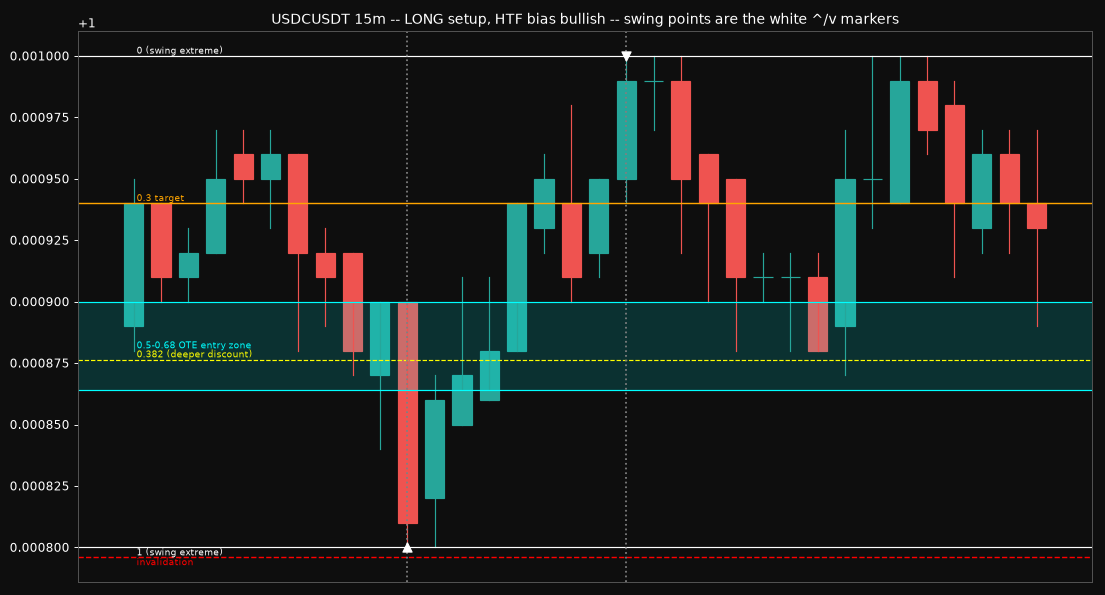 USDCUSDT 15m -- LONG setup, HTF bias bullish -- swing points are the white ^/v markers
+1
0 (swing extreme)
0.001000
0.000975
0.000950
0.3 target
0.000925
0.000900
0.5-0.68 OTE entry zone
0.382 (deeper discount)
0.000875
0.000850
0.000825
0.000800
1 (swing extreme)
invalidation